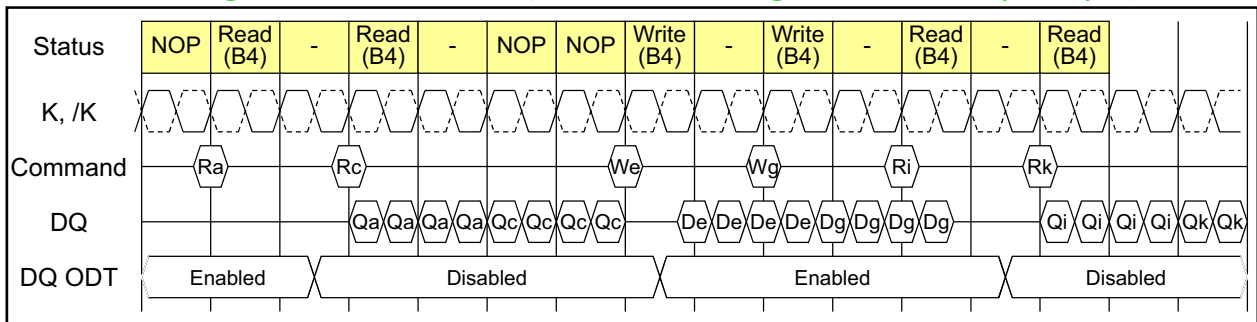 Status NOP Read (B4) - Read (B4) - NOP NOP Write (B4) - Write (B4) - Read (B4) - Read (B4)
K, /K
Command Ra Rc We Wg Ri Rk
DQ Qa Qa Qa Qa Qc Qc Qc Qc De De De De Dg Dg Dg Dg Qi Qi Qi Qi Qk Qk
DQ ODT Enabled Disabled Enabled Disabled